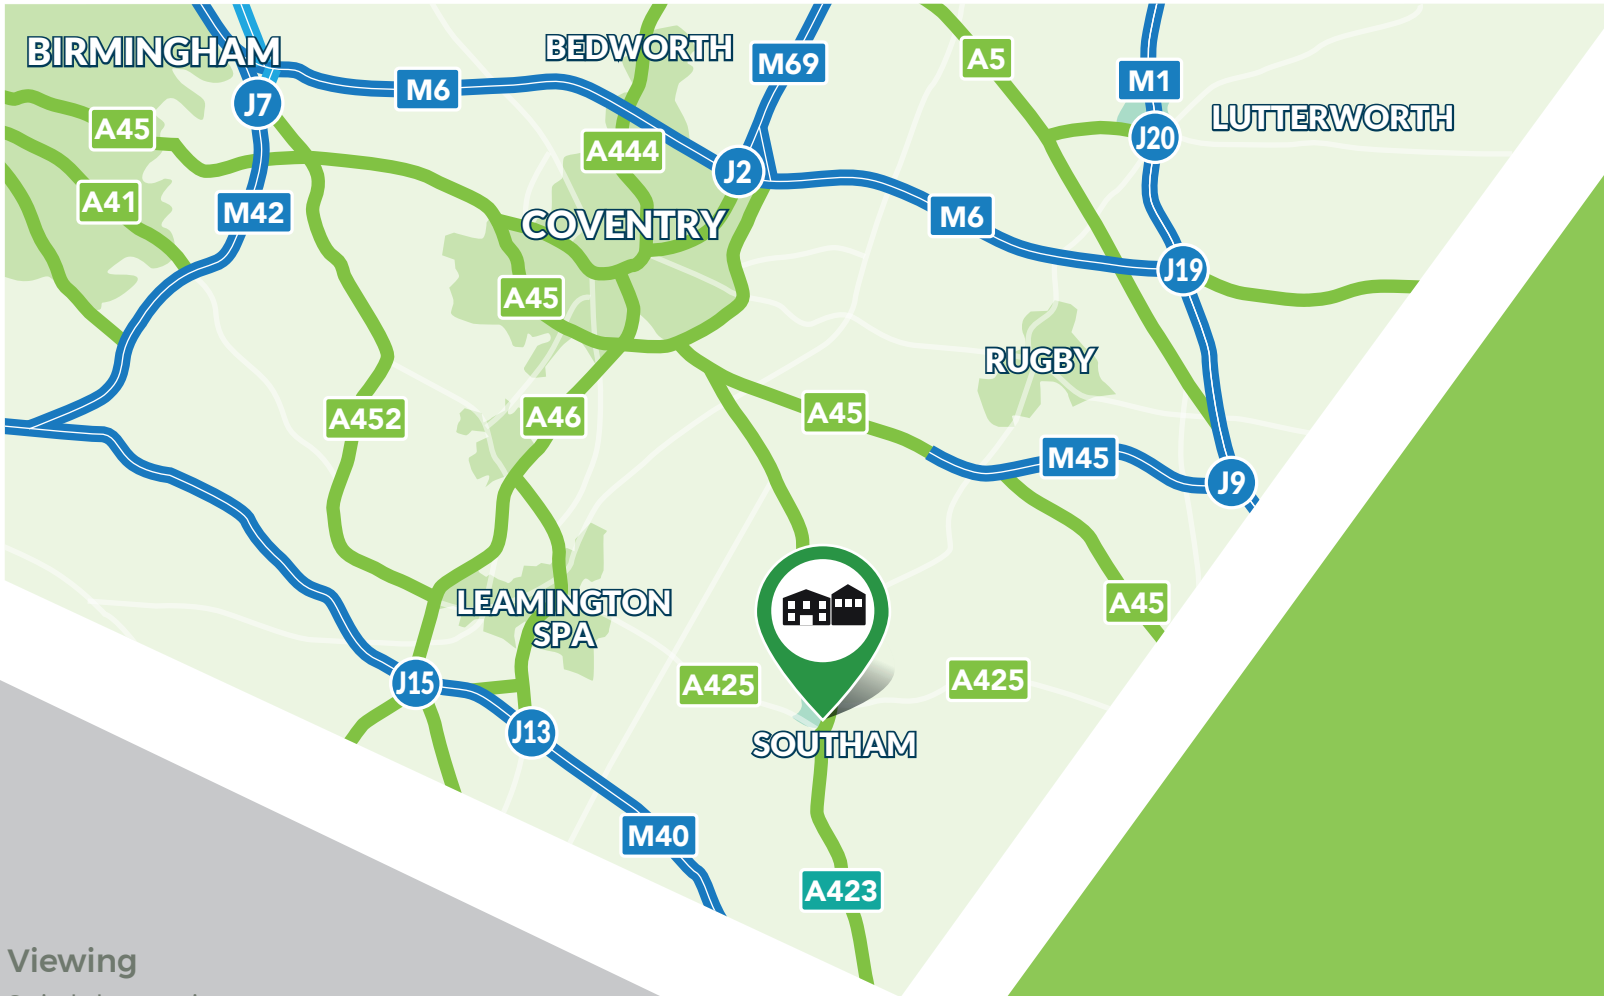 BIRMINGHAM
BEDWORTH
M69
A5
M1
M6
J7
A45
LUTTERWORTH
J20
A444
J2
A41
M42
COVENTRY
M6
J19
A45
RUGBY
A452
A46
A45
M45
J9
LEAMINGTON
SPA
A45
J15
A425
A425
J13
SOUTHAM
M40
A423
Viewing